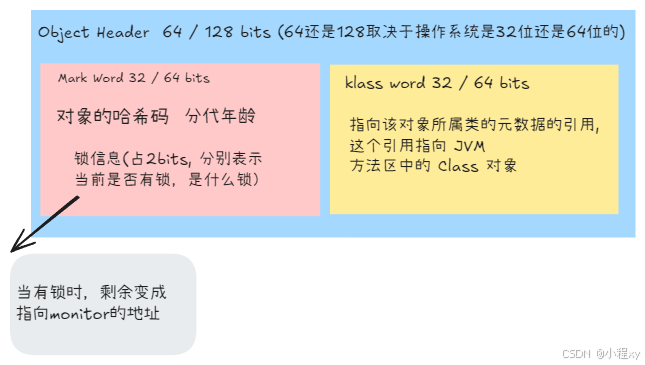 Object Header 64 / 128 bits (64还是128取决于操作系统是32位还是64位的)
Mark Word 32 / 64 bits
对象的哈希码 分代年龄
锁信息(占2bits, 分别表示
当前是否有锁, 是什么锁)
klass word 32 / 64 bits
指向该对象所属类的元数据的引用,
这个引用指向 JVM
方法区中的 Class 对象
当有锁时, 剩余变成
指向monitor的地址
CSDN @小程xy